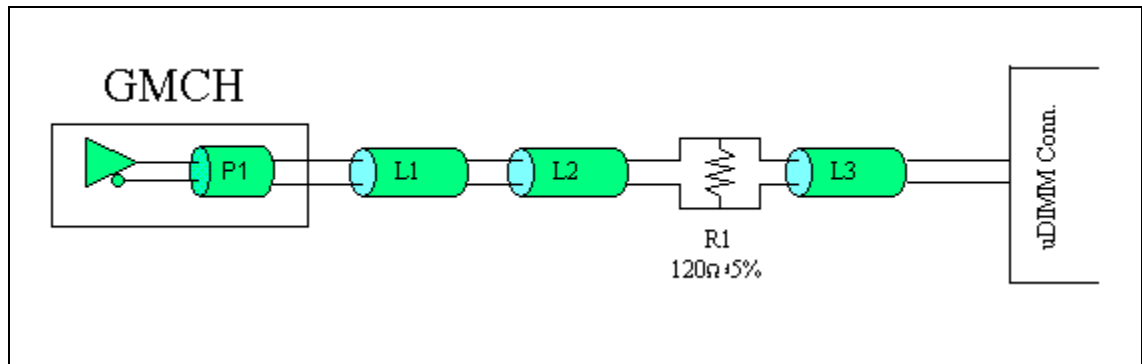 GMCH
P1
L1
L2
L3
R1
120Ω±5%
uDIMM Conn.